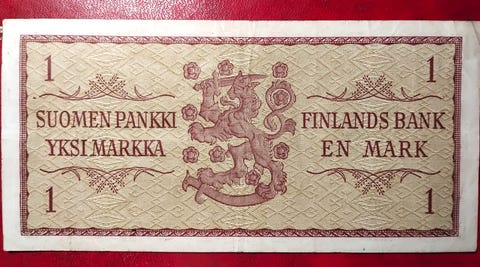 1 1
SUOMEN PANKKI FINLANDS BANK
YKSI MARKKA EN MARK
1 1